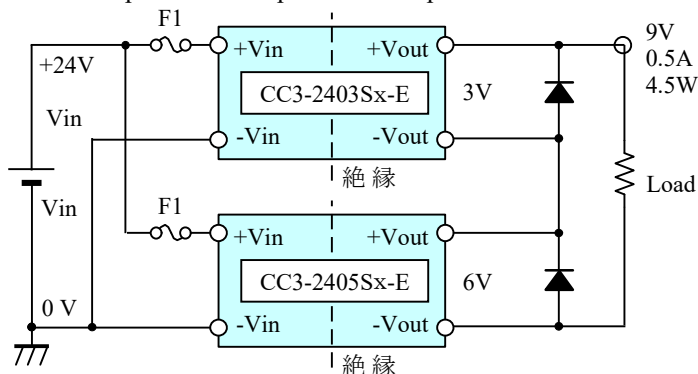 F1
+Vin
+Vout
9V
0.5A
4.5W
+24V
CC3-2403Sx-E
3V
Vin
-Vin
-Vout
絶縁
Load
Vin
F1
+Vin
+Vout
CC3-2405Sx-E
6V
0 V
-Vin
-Vout
絶縁